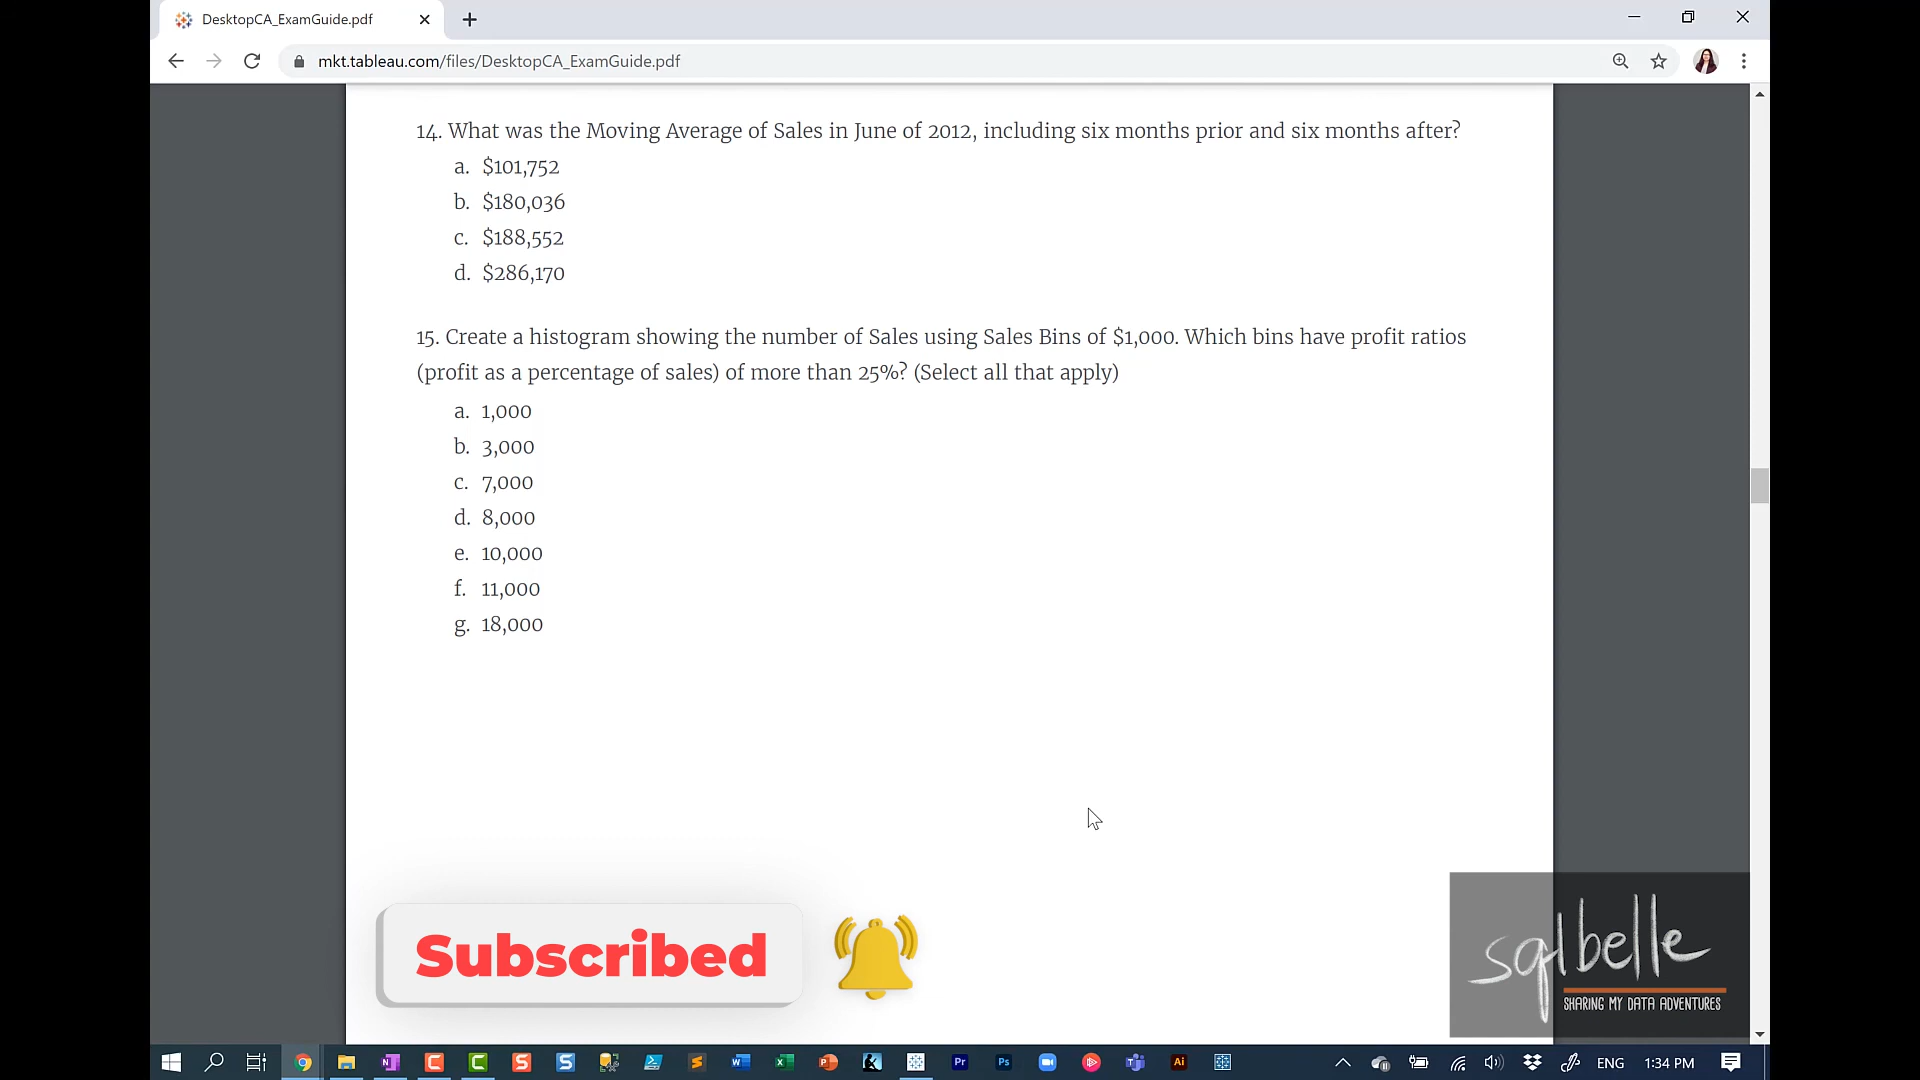 DesktopCA_ExamGuide.pdf
mkt.tableau.com/files/DesktopCA_ExamGuide.pdf
14. What was the Moving Average of Sales in June of 2012, including six months prior and six months after?
a. $101,752
b. $180,036
c. $188,552
d. $286,170
15. Create a histogram showing the number of Sales using Sales Bins of $1,000. Which bins have profit ratios
(profit as a percentage of sales) of more than 25%? (Select all that apply)
a. 1,000
b. 3,000
c. 7,000
d. 8,000
e. 10,000
f. 11,000
g. 18,000
Subscribed
sqlbelle
SHARING MY DATA ADVENTURES
Pr Ps Ai ENG 1:34 PM